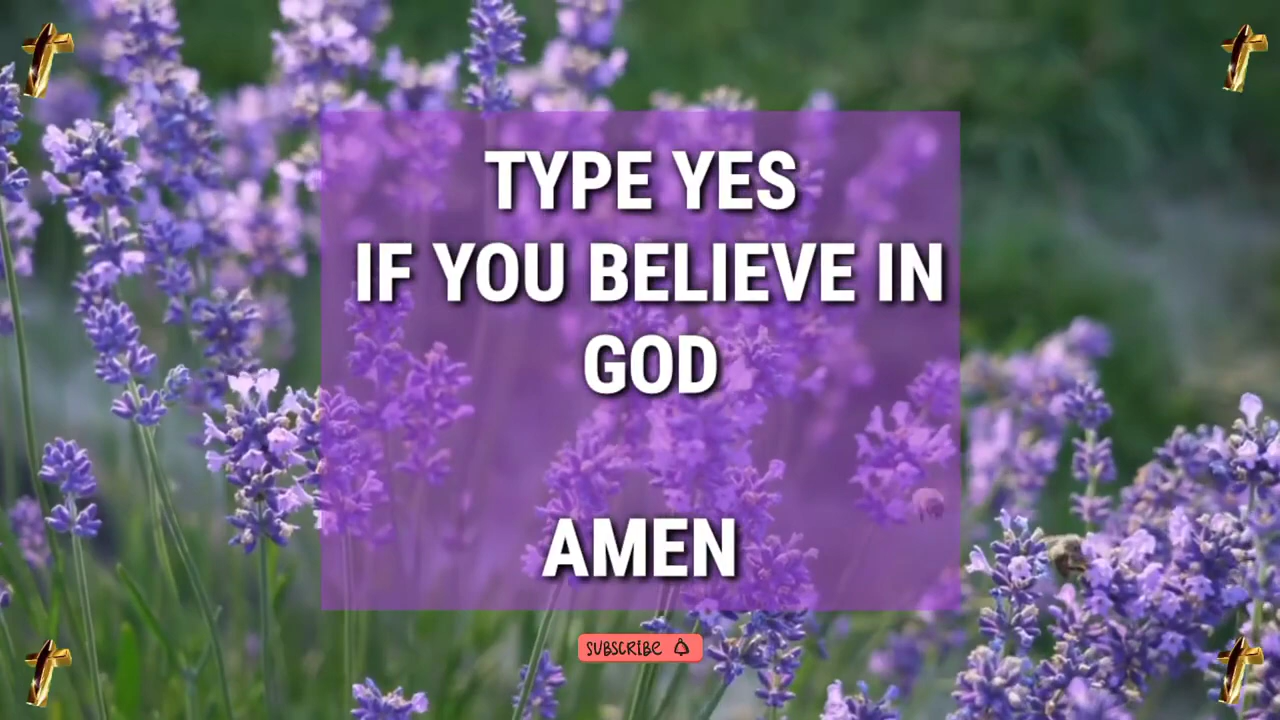 TYPE YES
IF YOU BELIEVE IN
GOD
AMEN
SUBSCRIBE